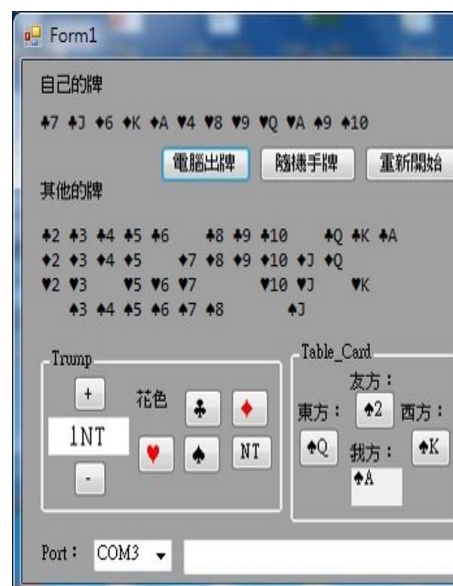 Form1
自己的牌
♣7 ♣J ♦6 ♦K ♦A ♥4 ♥8 ♥9 ♥Q ♥A ♠9 ♠10
電腦出牌 隨機手牌 重新開始
其他的牌
♣2 ♣3 ♣4 ♣5 ♣6 ♣8 ♣9 ♣10 ♣Q ♣K ♣A
♦2 ♦3 ♦4 ♦5 ♦7 ♦8 ♦9 ♦10 ♦J ♦Q
♥2 ♥3 ♥5 ♥6 ♥7 ♥10 ♥J ♥K
♠3 ♠4 ♠5 ♠6 ♠7 ♠8 ♠J
Trump
+
花色 ♣ ♦
1NT
♥ ♠ NT
-
Table_Card
友方：
東方： ♠2 西方：
♠Q 我方： ♠K
♠A
Port： COM3